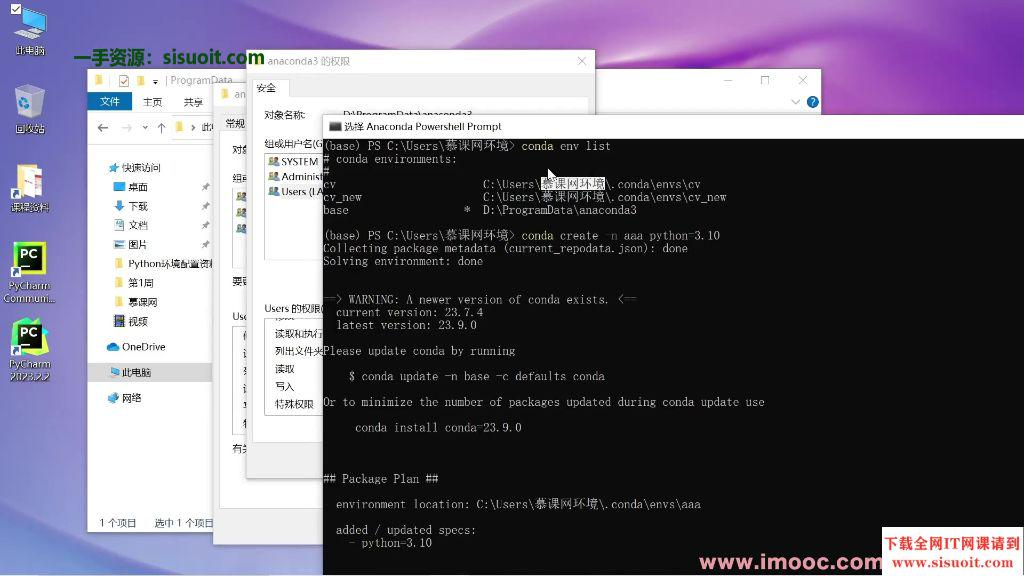 此电脑
回收站
课程资料
PyCharm
Communi...
PyCharm
2023.2.2
一手资源：sisuoit.com
ProgramData
文件
主页
共享
快速访问
桌面
下载
文档
图片
Python环境配置资料
第1周
慕课网
视频
OneDrive
此电脑
网络
1 个项目
选中 1 个项目
an
常规
anaconda3 的权限
安全
对象名称:
D:\ProgramData\anaconda3
组或用户名(G
SYSTEM
Administ
Users (LA
Users 的权限(
读取和执行
列出文件夹
读取
写入
特殊权限
选择 Anaconda Powershell Prompt
(base) PS C:\Users\慕课网环境> conda env list
# conda environments:
#
cv                       C:\Users\慕课网环境\.conda\envs\cv
cv_new                   C:\Users\慕课网环境\.conda\envs\cv_new
base                  *  D:\ProgramData\anaconda3
(base) PS C:\Users\慕课网环境> conda create -n aaa python=3.10
Collecting package metadata (current_repodata.json): done
Solving environment: done
==> WARNING: A newer version of conda exists. <==
current version: 23.7.4
latest version: 23.9.0
Please update conda by running
$ conda update -n base -c defaults conda
Or to minimize the number of packages updated during conda update use
conda install conda=23.9.0
## Package Plan ##
environment location: C:\Users\慕课网环境\.conda\envs\aaa
added / updated specs:
- python=3.10
www.imooc.com
下载全网IT网课请到
www.sisuoit.com